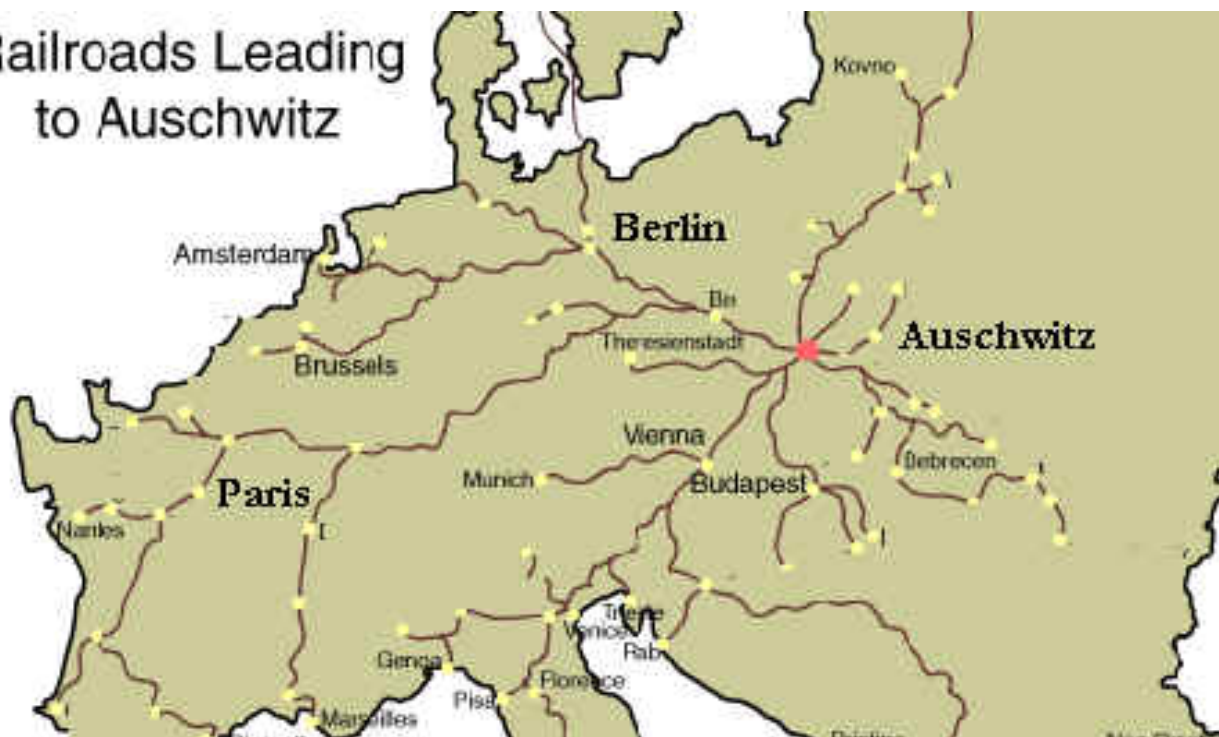 Railroads Leading
to Auschwitz
Kovno
Berlin
Amsterdam
Theresienstadt
Auschwitz
Brussels
Vienna
Munich
Budapest
Debrecen
Paris
Nantes
Trieste
Venice
Rab
Genoa
Florence
Pisa
Marseilles